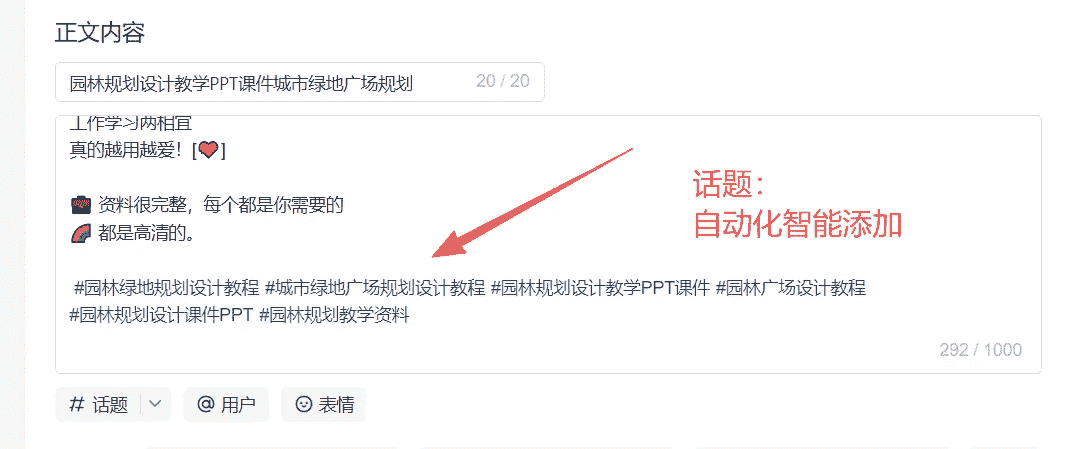 正文内容
园林规划设计教学PPT课件城市绿地广场规划
20 / 20
工作学习两相宜
真的越用越爱！[❤️]
话题：
自动化智能添加
💼 资料很完整，每个都是你需要的
🌈 都是高清的。
#园林绿地规划设计教程 #城市绿地广场规划设计教程 #园林规划设计教学PPT课件 #园林广场设计教程
#园林规划设计课件PPT #园林规划教学资料
292 / 1000
# 话题
@ 用户
表情